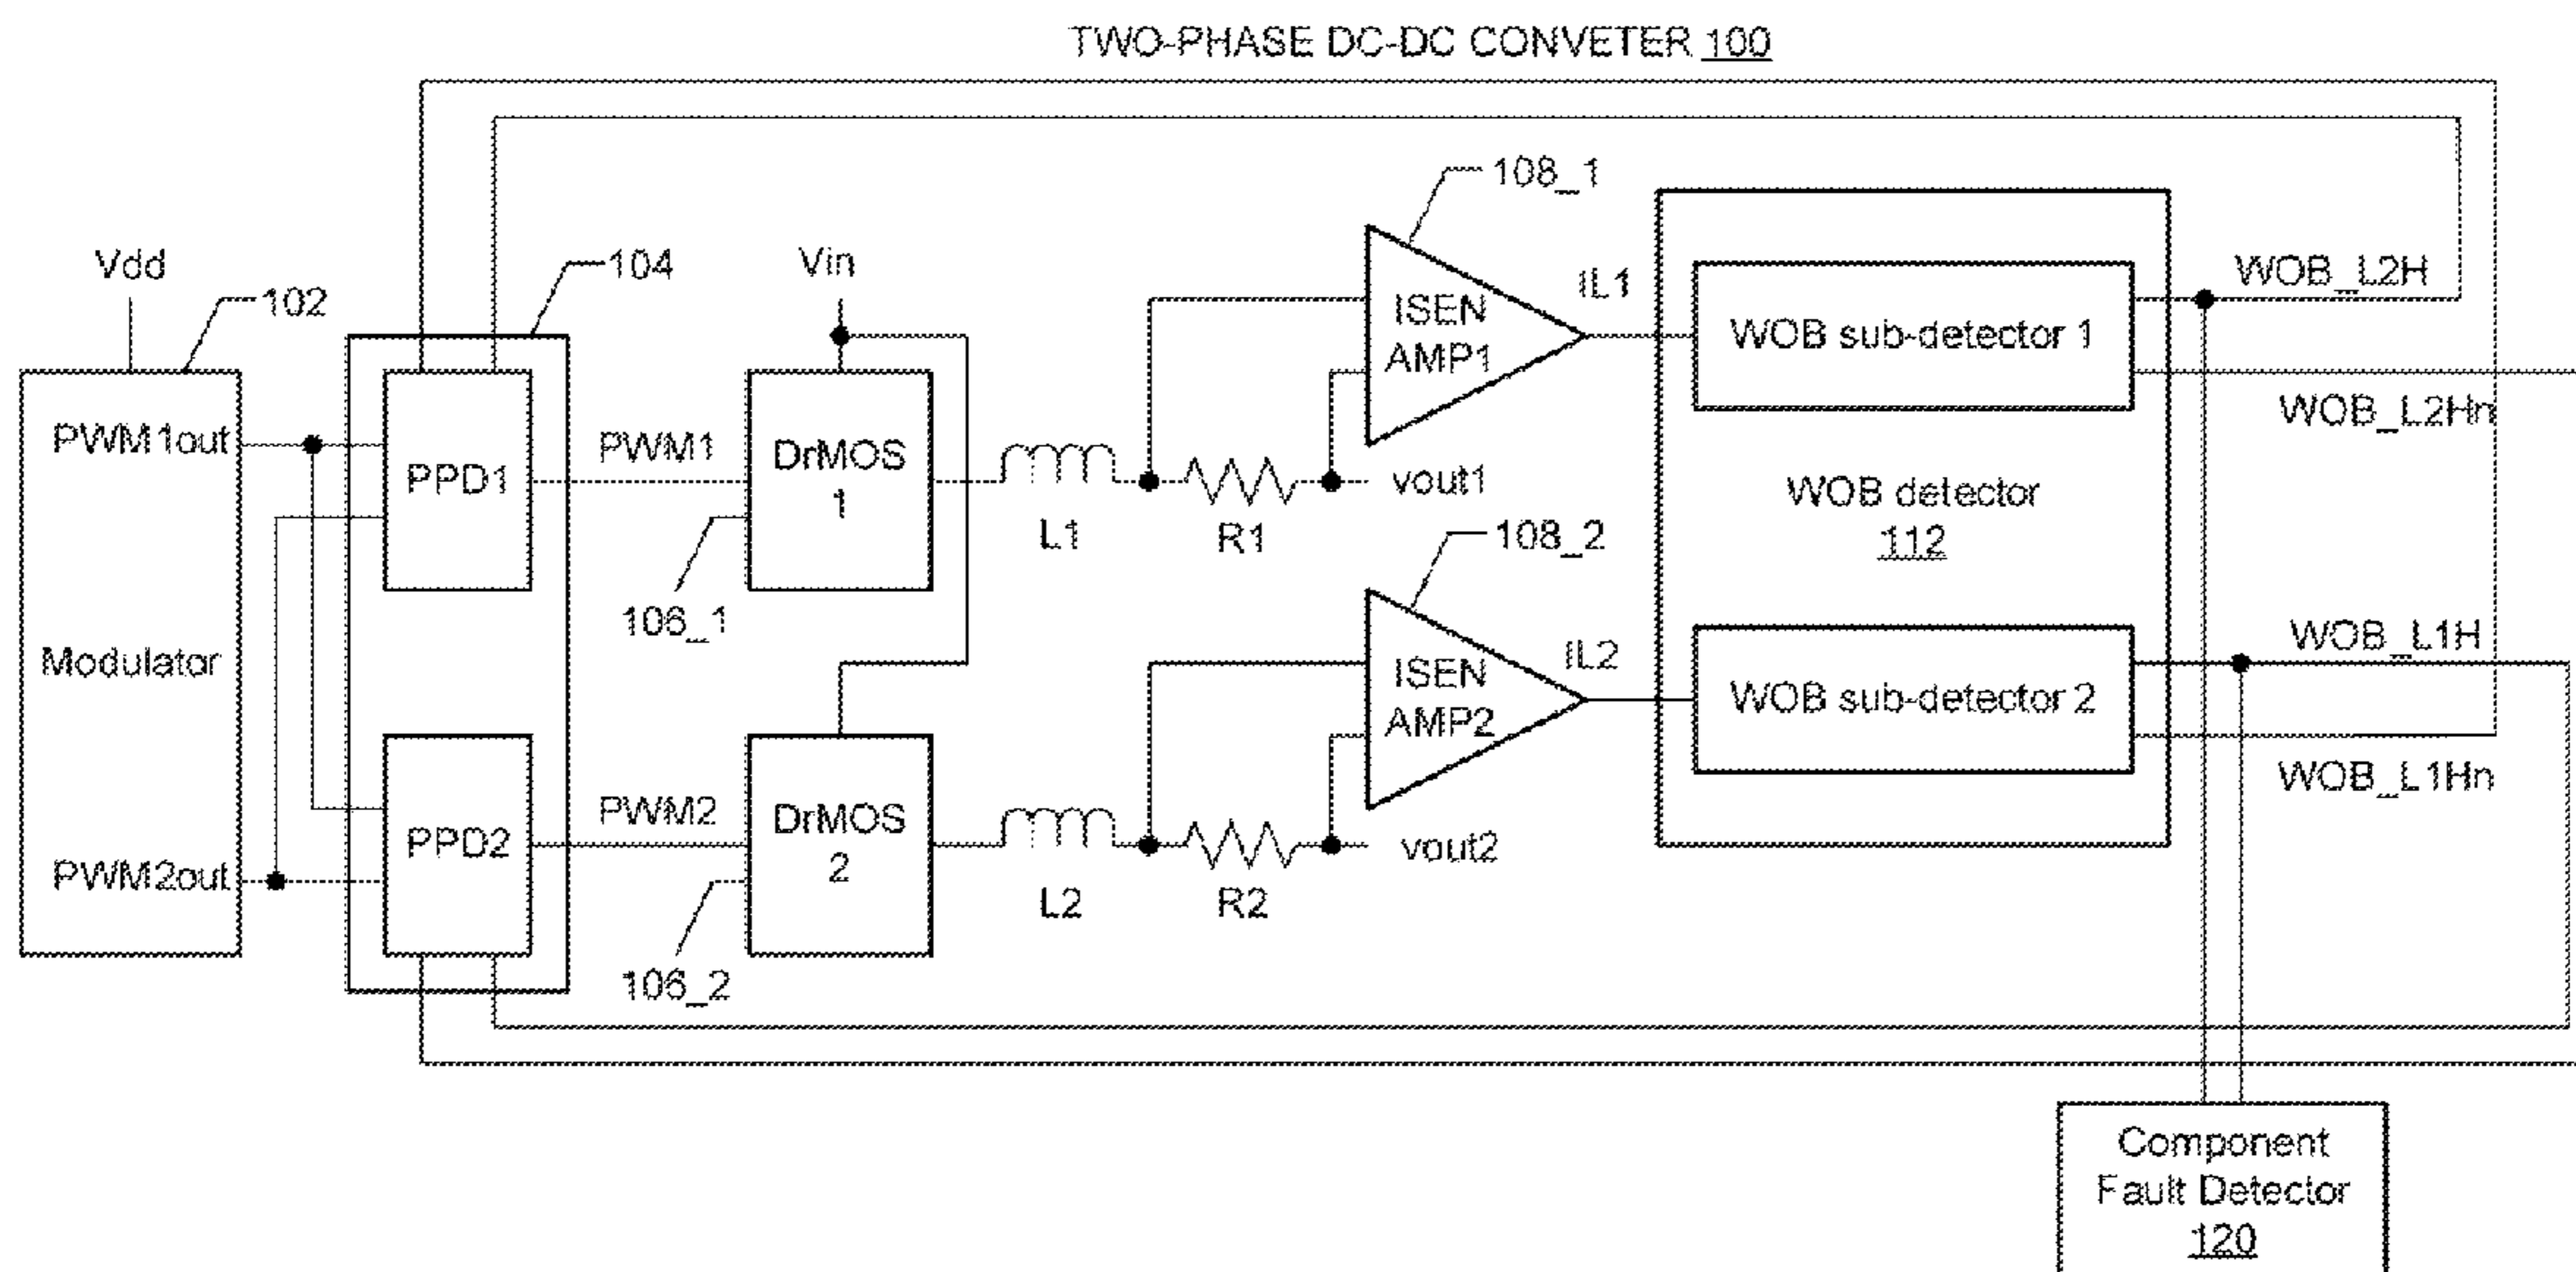 TWO-PHASE DC-DC CONVETER 100
108_1
Vdd
102
104
Vin
IL1
ISEN
AMP1
WOB sub-detector 1
WOB_L2H
WOB_L2Hn
PWM1out
PPD1
PWM1
DrMOS
1
L1
R1
vout1
WOB detector
112
108_2
106_1
Modulator
IL2
ISEN
AMP2
WOB sub-detector 2
WOB_L1H
WOB_L1Hn
PWM2out
PPD2
PWM2
DrMOS
2
L2
R2
vout2
106_2
Component
Fault Detector
120